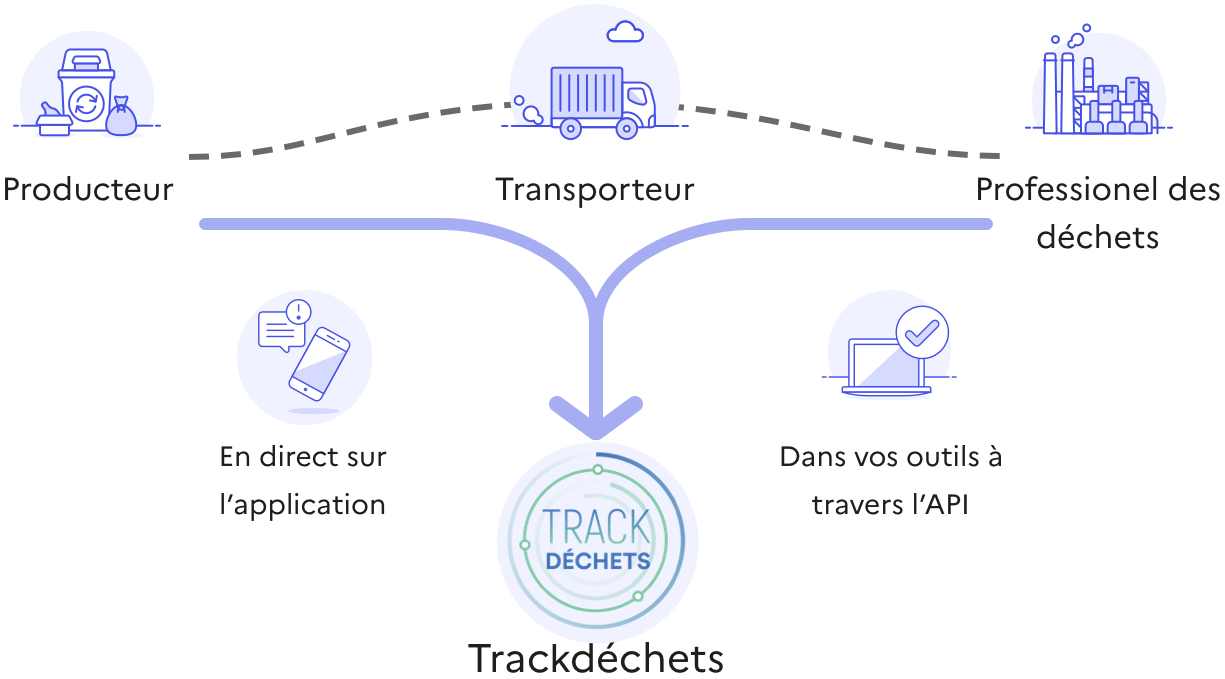 Producteur
Transporteur
Professionel des
déchets
En direct sur
l'application
Dans vos outils à
travers l'API
TRACK
DÉCHETS
Trackdéchets